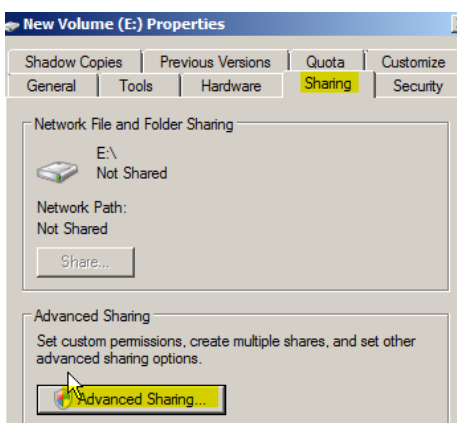 New Volume (E:) Properties
Shadow Copies Previous Versions Quota Customize
General Tools Hardware Sharing Security
Network File and Folder Sharing
E:\
Not Shared
Network Path:
Not Shared
Share...
Advanced Sharing
Set custom permissions, create multiple shares, and set other
advanced sharing options.
Advanced Sharing...